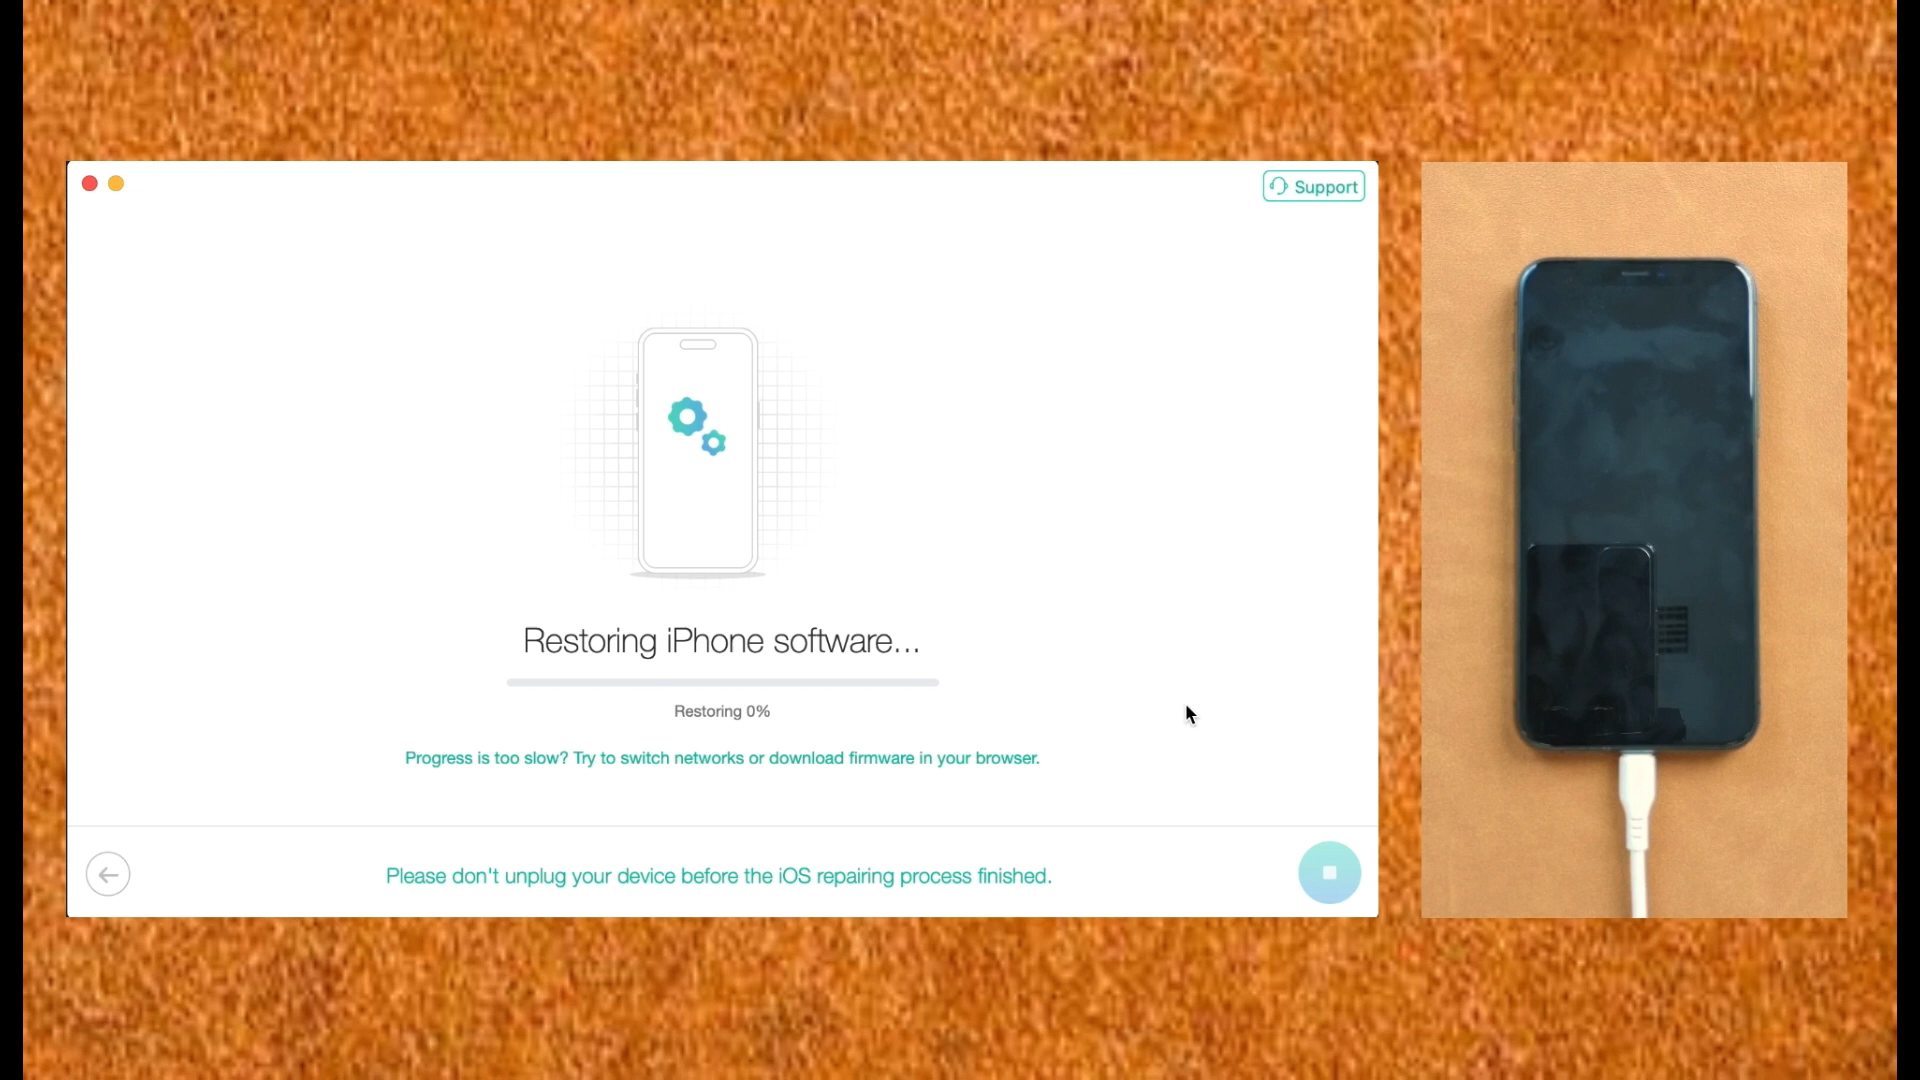 Support
Restoring iPhone software...
Restoring 0%
Progress is too slow? Try to switch networks or download firmware in your browser.
Please don't unplug your device before the iOS repairing process finished.